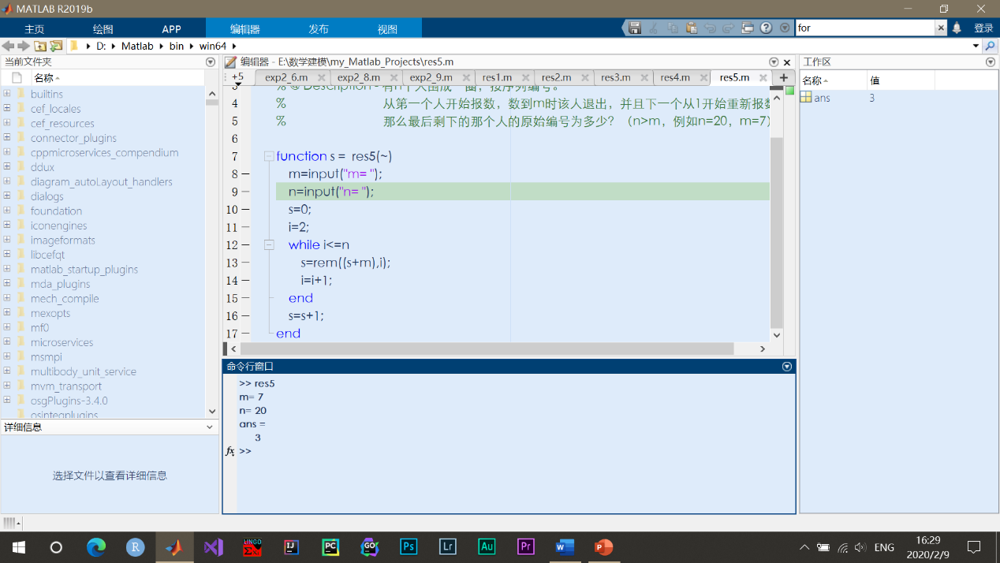 MATLAB R2019b
主页 绘图 APP 编辑器 发布 视图 for 登录
D: Matlab bin win64
当前文件夹
名称
builtins
cef_locales
cef_resources
connector_plugins
cppmicroservices_compendium
ddux
diagram_autoLayout_handlers
dialogs
foundation
iconengines
imageformats
libcefqt
matlab_startup_plugins
mda_plugins
mech_compile
mexopts
mf0
microservices
msmpi
multibody_unit_service
mvm_transport
osgPlugins-3.4.0
osintegplugins
详细信息
选择文件以查看详细信息
编辑器 - E:\数学建模\my_Matlab_Projects\res5.m
+5 exp2_6.m exp2_8.m exp2_9.m res1.m res2.m res3.m res4.m res5.m
3 % @ Description - 有n个人围成一圈，按序列编号。
4 % 从第一个人开始报数，数到m时该人退出，并且下一个从1开始重新报数
5 % 那么最后剩下的那个人的原始编号为多少？（n>m，例如n=20，m=7)
6
7 function s = res5(~)
8 m=input("m= ");
9 n=input("n= ");
10 s=0;
11 i=2;
12 while i<=n
13 s=rem((s+m),i);
14 i=i+1;
15 end
16 s=s+1;
17 end
命令行窗口
>> res5
m= 7
n= 20
ans =
3
fx >>
工作区
名称 值
ans 3
R LINGO IJ PC GO Ps Lr Au Pr W P
ENG
16:29
2020/2/9